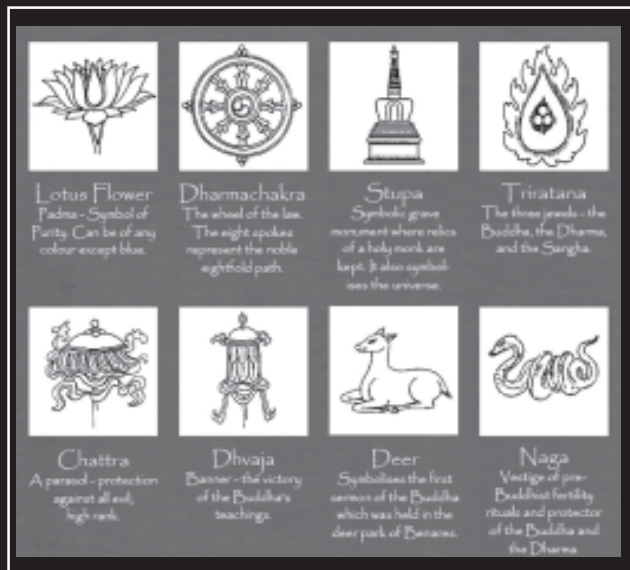 Lotus Flower
Padma - Symbol of
Purity. Can be of any
colour except blue.
Dharmachakra
The wheel of the law.
The eight spokes
represent the noble
eightfold path.
Stupa
Symbolic grave
monument where relics
of a holy monk are
kept. It also symbol-
ises the universe.
Triratana
The three jewels - the
Buddha, the Dharma,
and the Sangha.
Chattra
A parasol - protection
against all evil,
high rank.
Dhvaja
Banner - the victory
of the Buddha's
teachings.
Deer
Symbolises the first
sermon of the Buddha
which was held in the
deer park of Benares.
Naga
Vestige of pre-
Buddhist fertility
rituals and protector
of the Buddha and
the Dharma.